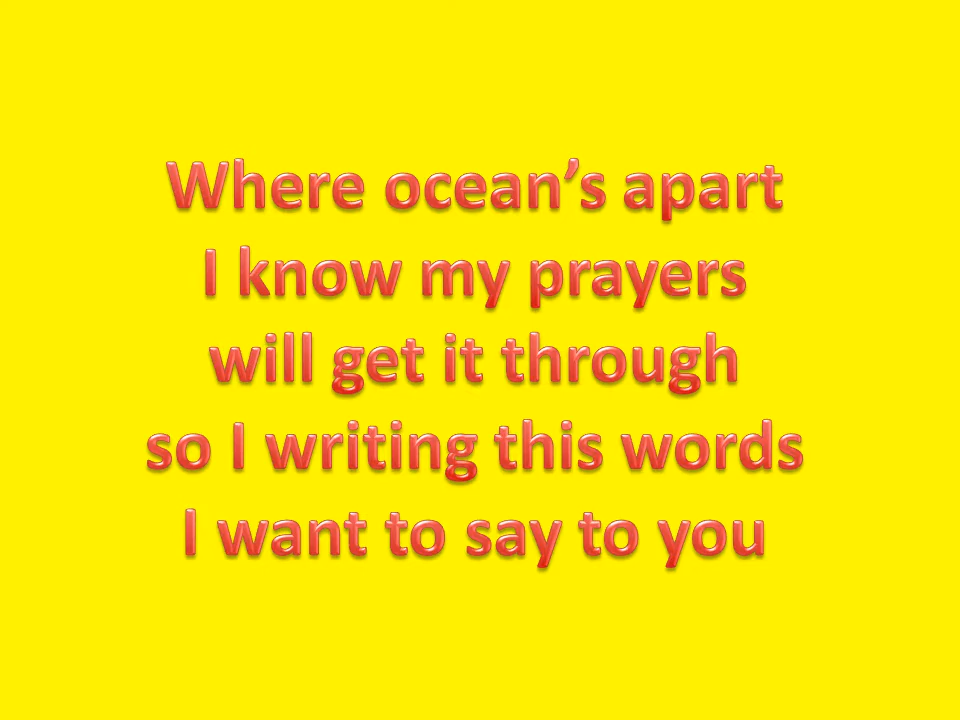 Where ocean’s apart
I know my prayers
will get it through
so I writing this words
I want to say to you